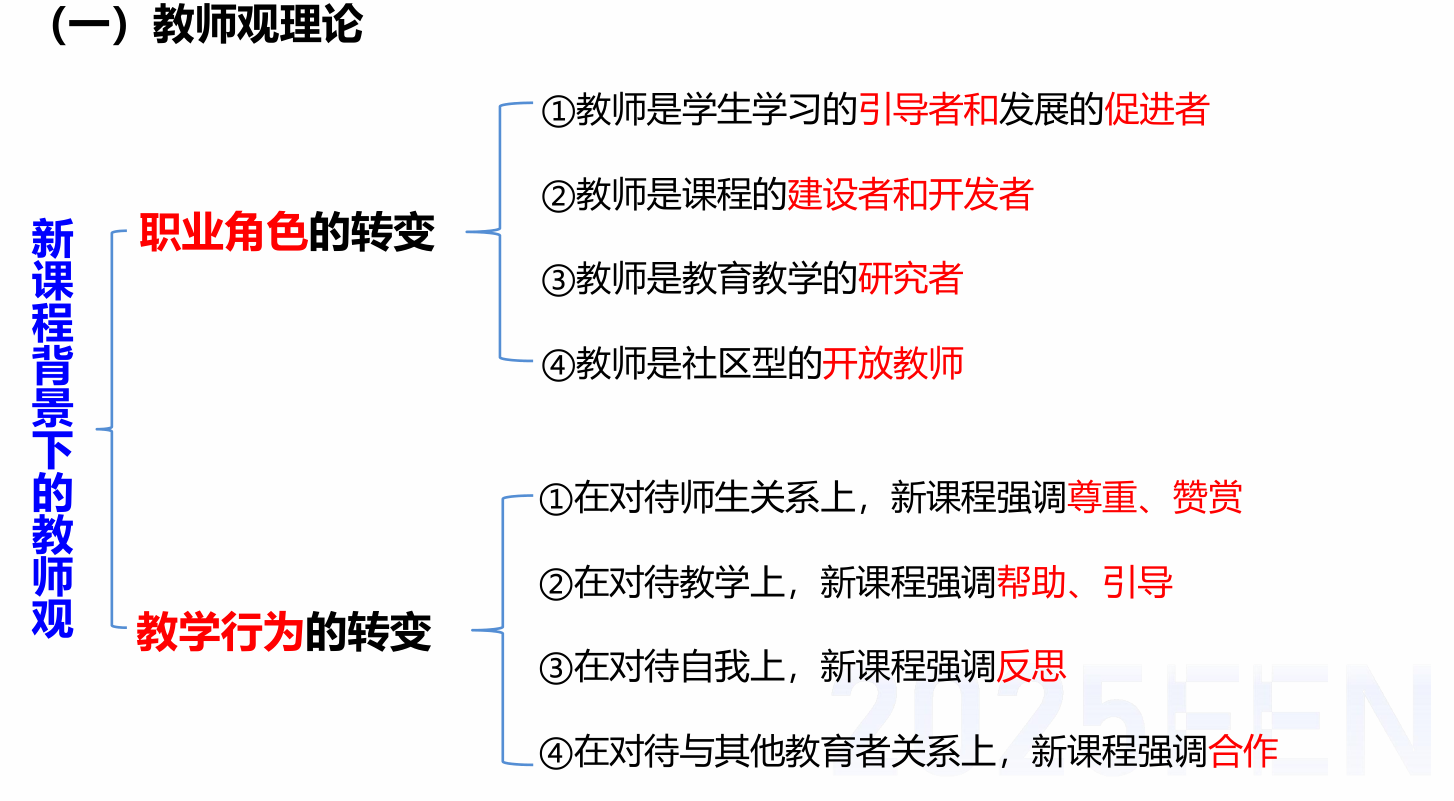 （一）教师观理论
新课程背景下的教师观
职业角色的转变
①教师是学生学习的引导者和发展的促进者
②教师是课程的建设者和开发者
③教师是教育教学的研究者
④教师是社区型的开放教师
教学行为的转变
①在对待师生关系上，新课程强调尊重、赞赏
②在对待教学上，新课程强调帮助、引导
③在对待自我上，新课程强调反思
④在对待与其他教育者关系上，新课程强调合作
2025FEN